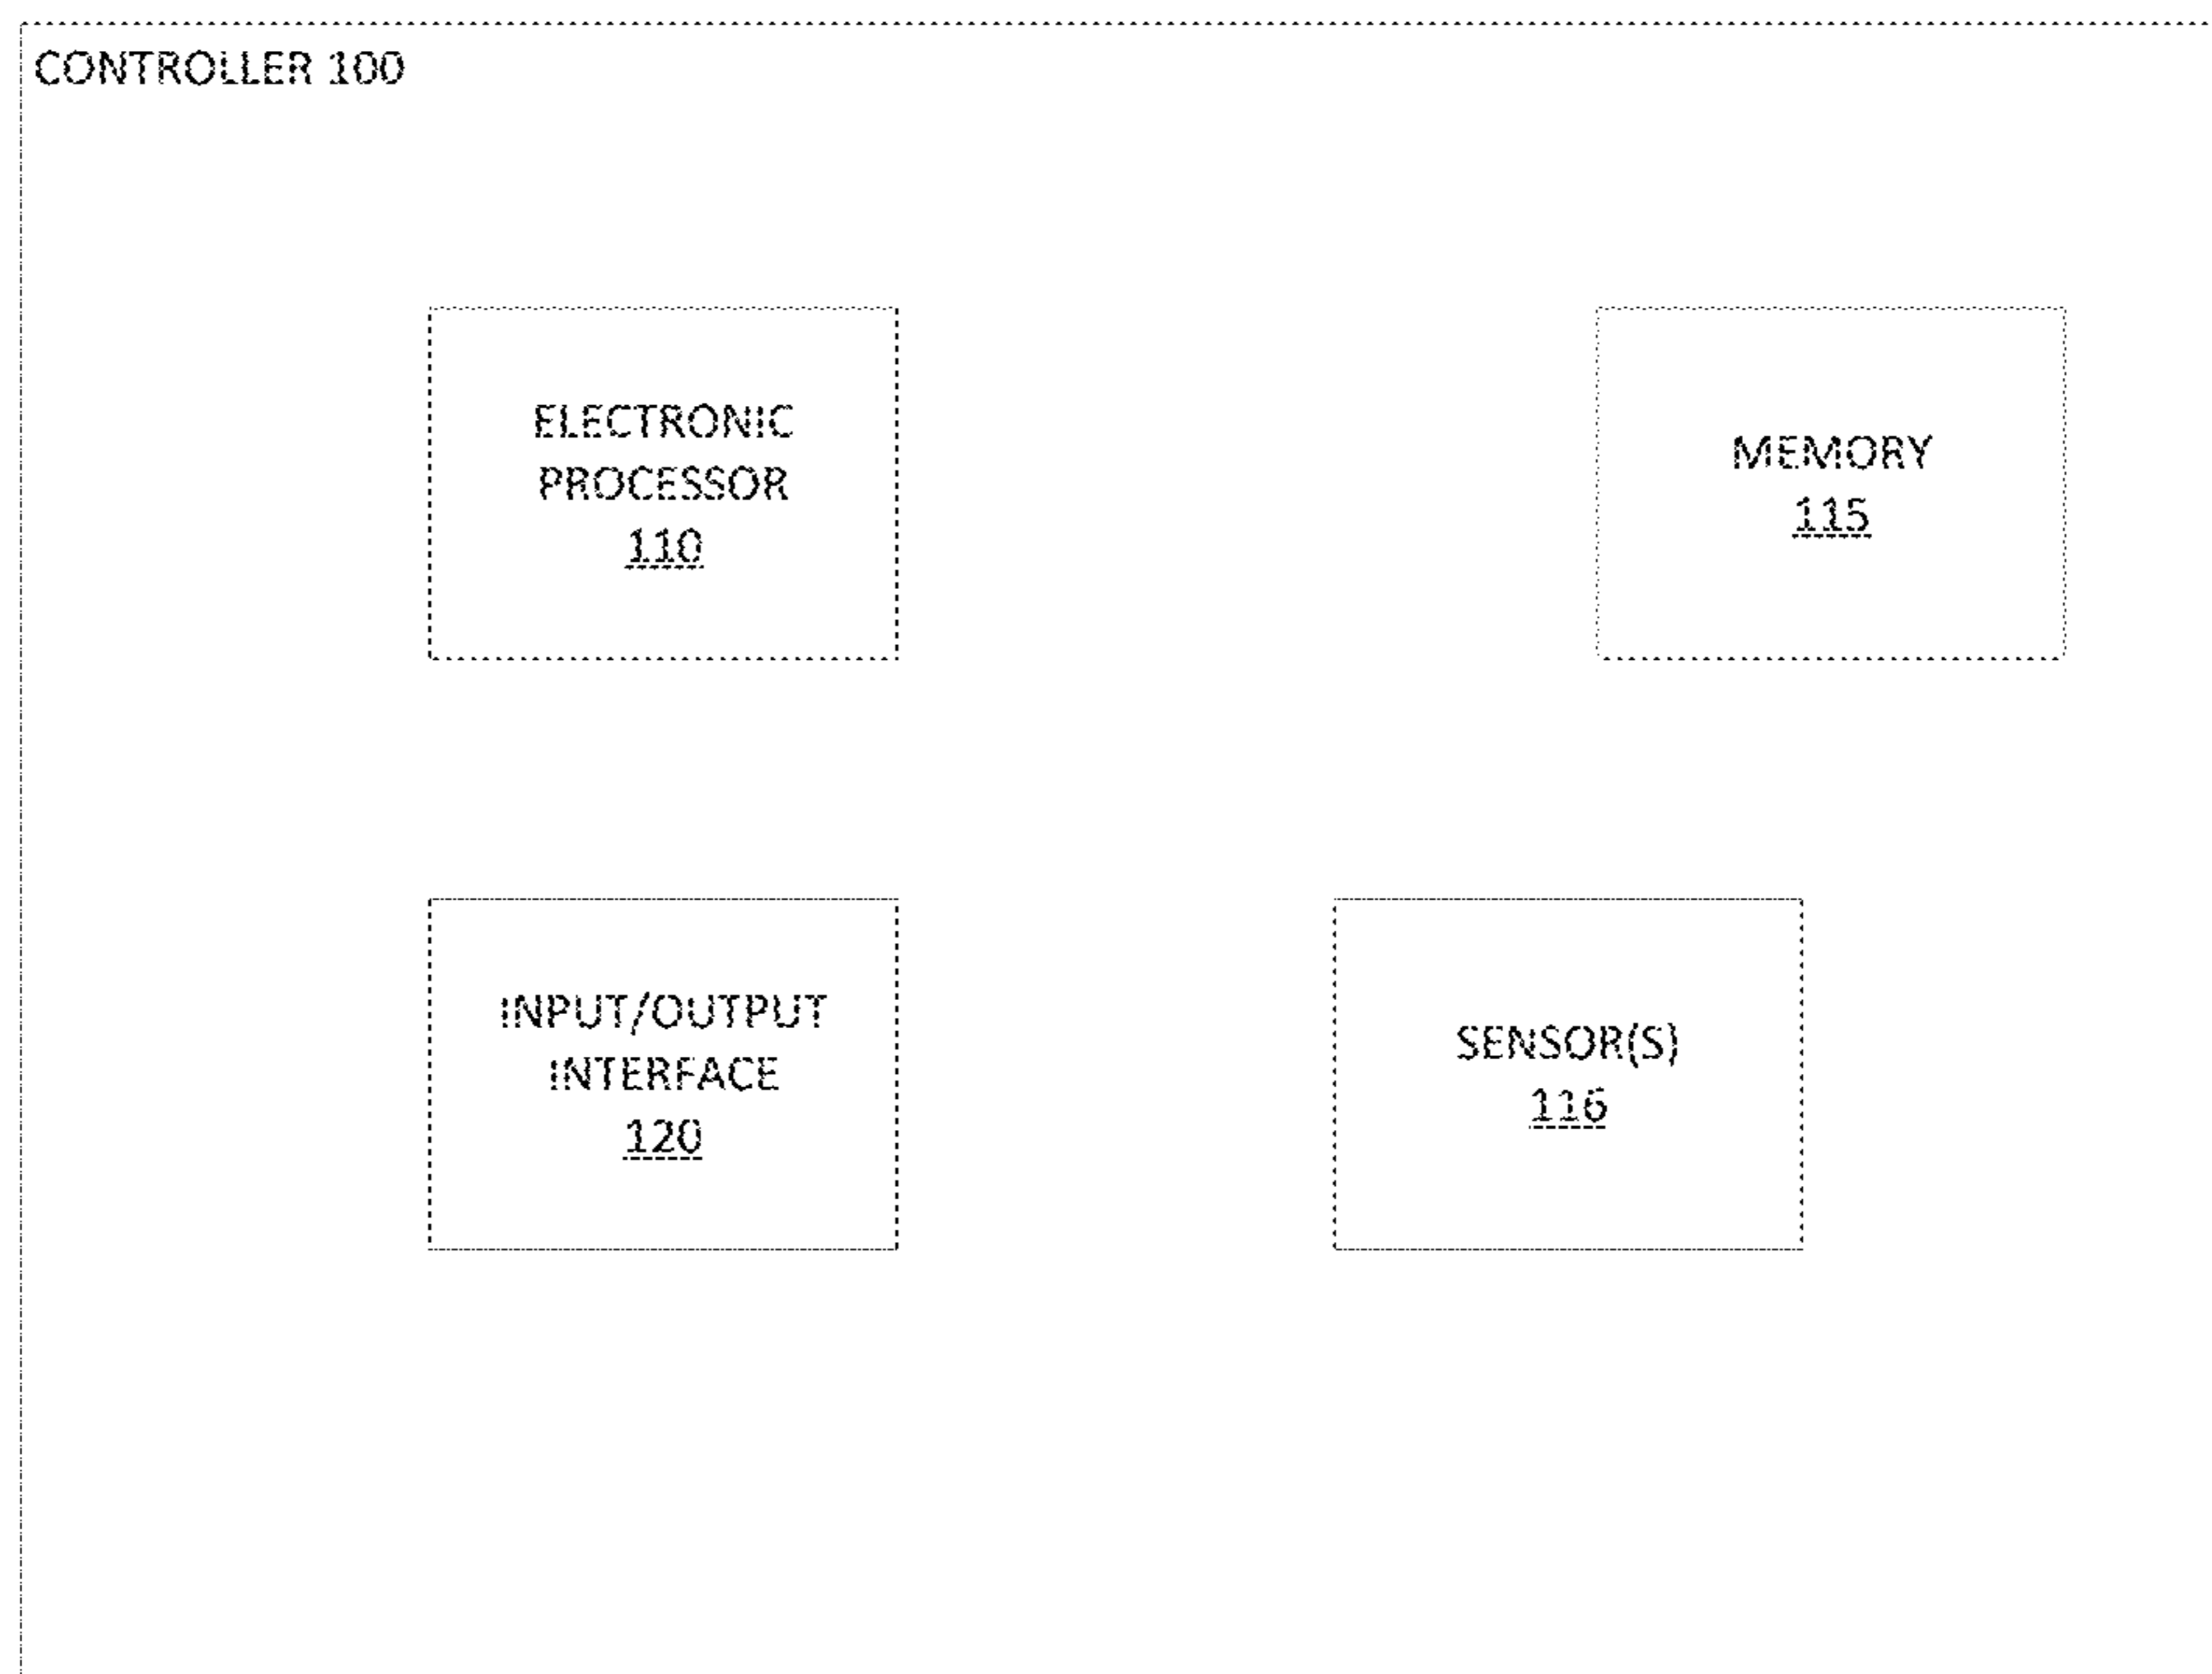 CONTROLLER 100
ELECTRONIC
PROCESSOR
110
MEMORY
115
INPUT/OUTPUT
INTERFACE
120
SENSOR(S)
116